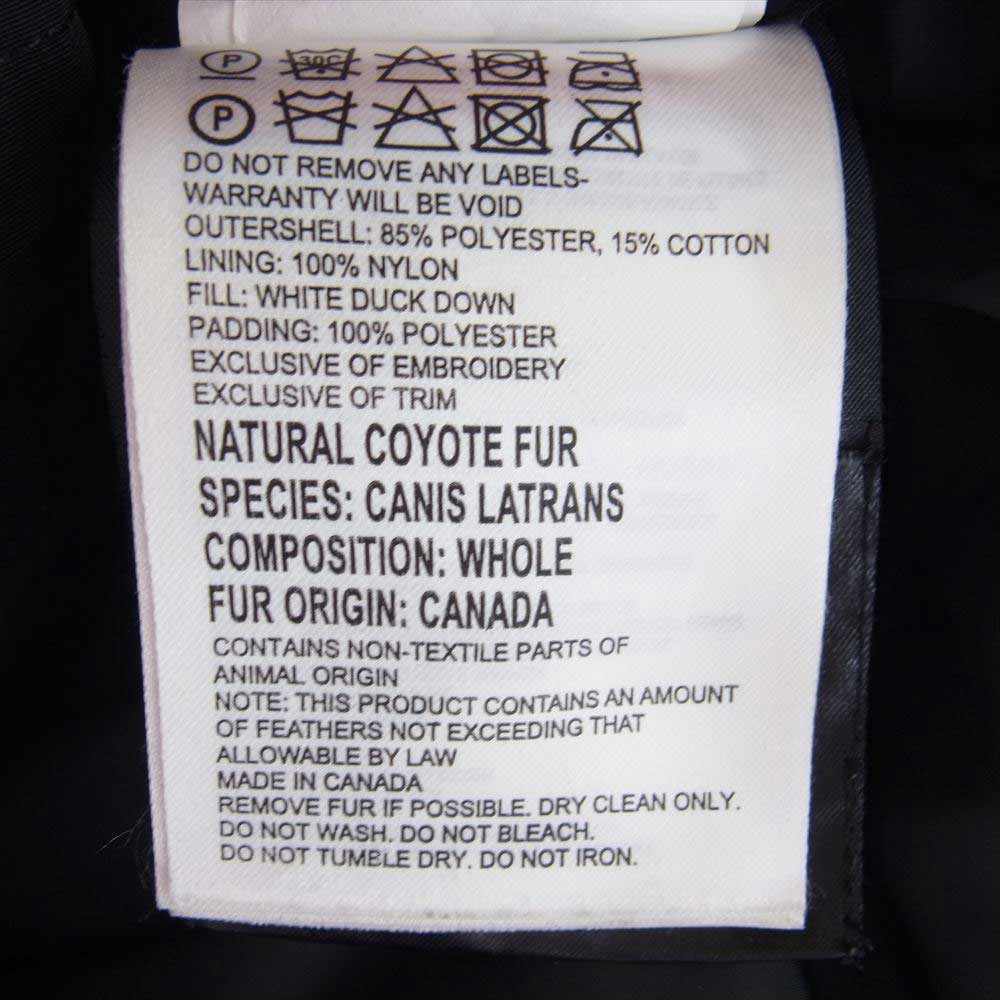 P 30C
P
DO NOT REMOVE ANY LABELS-
WARRANTY WILL BE VOID
OUTERSHELL: 85% POLYESTER, 15% COTTON
LINING: 100% NYLON
FILL: WHITE DUCK DOWN
PADDING: 100% POLYESTER
EXCLUSIVE OF EMBROIDERY
EXCLUSIVE OF TRIM
NATURAL COYOTE FUR
SPECIES: CANIS LATRANS
COMPOSITION: WHOLE
FUR ORIGIN: CANADA
CONTAINS NON-TEXTILE PARTS OF
ANIMAL ORIGIN
NOTE: THIS PRODUCT CONTAINS AN AMOUNT
OF FEATHERS NOT EXCEEDING THAT
ALLOWABLE BY LAW
MADE IN CANADA
REMOVE FUR IF POSSIBLE. DRY CLEAN ONLY.
DO NOT WASH. DO NOT BLEACH.
DO NOT TUMBLE DRY. DO NOT IRON.